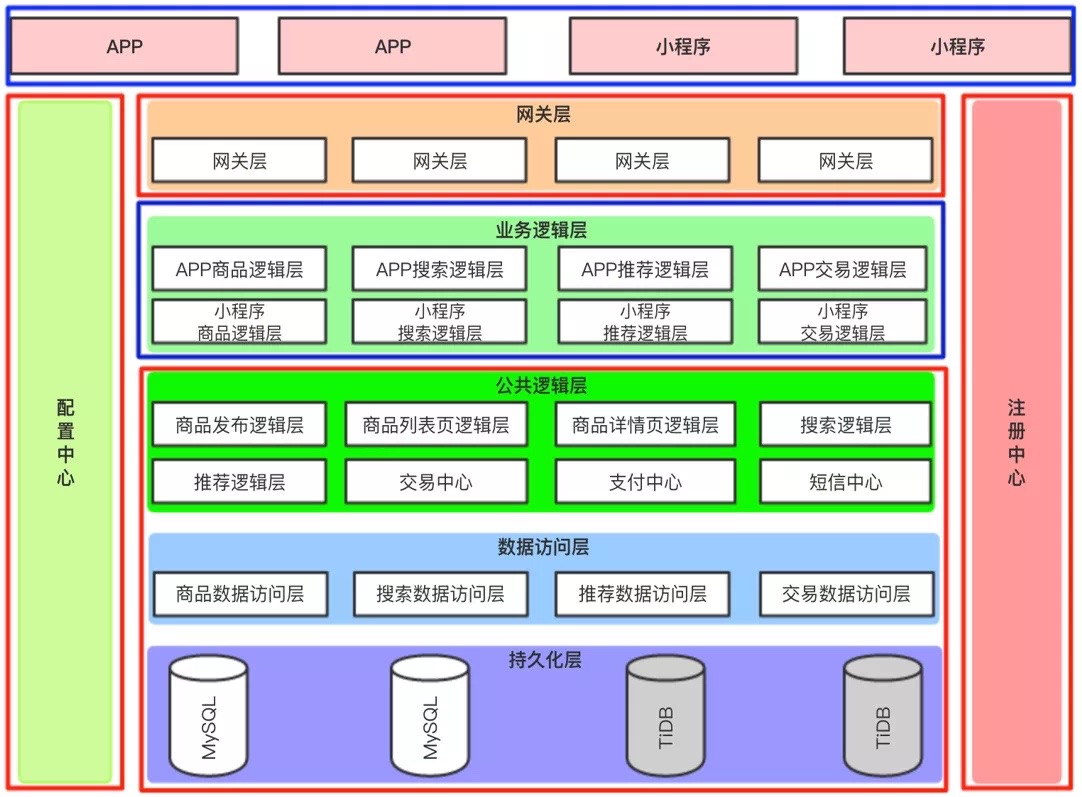 APP
APP
小程序
小程序
网关层
网关层
网关层
网关层
网关层
业务逻辑层
APP商品逻辑层
APP搜索逻辑层
APP推荐逻辑层
APP交易逻辑层
小程序
商品逻辑层
小程序
搜索逻辑层
小程序
推荐逻辑层
小程序
交易逻辑层
公共逻辑层
商品发布逻辑层
商品列表页逻辑层
商品详情页逻辑层
搜索逻辑层
推荐逻辑层
交易中心
支付中心
短信中心
数据访问层
商品数据访问层
搜索数据访问层
推荐数据访问层
交易数据访问层
持久化层
MySQL
MySQL
TiDB
TiDB
配置中心
注册中心